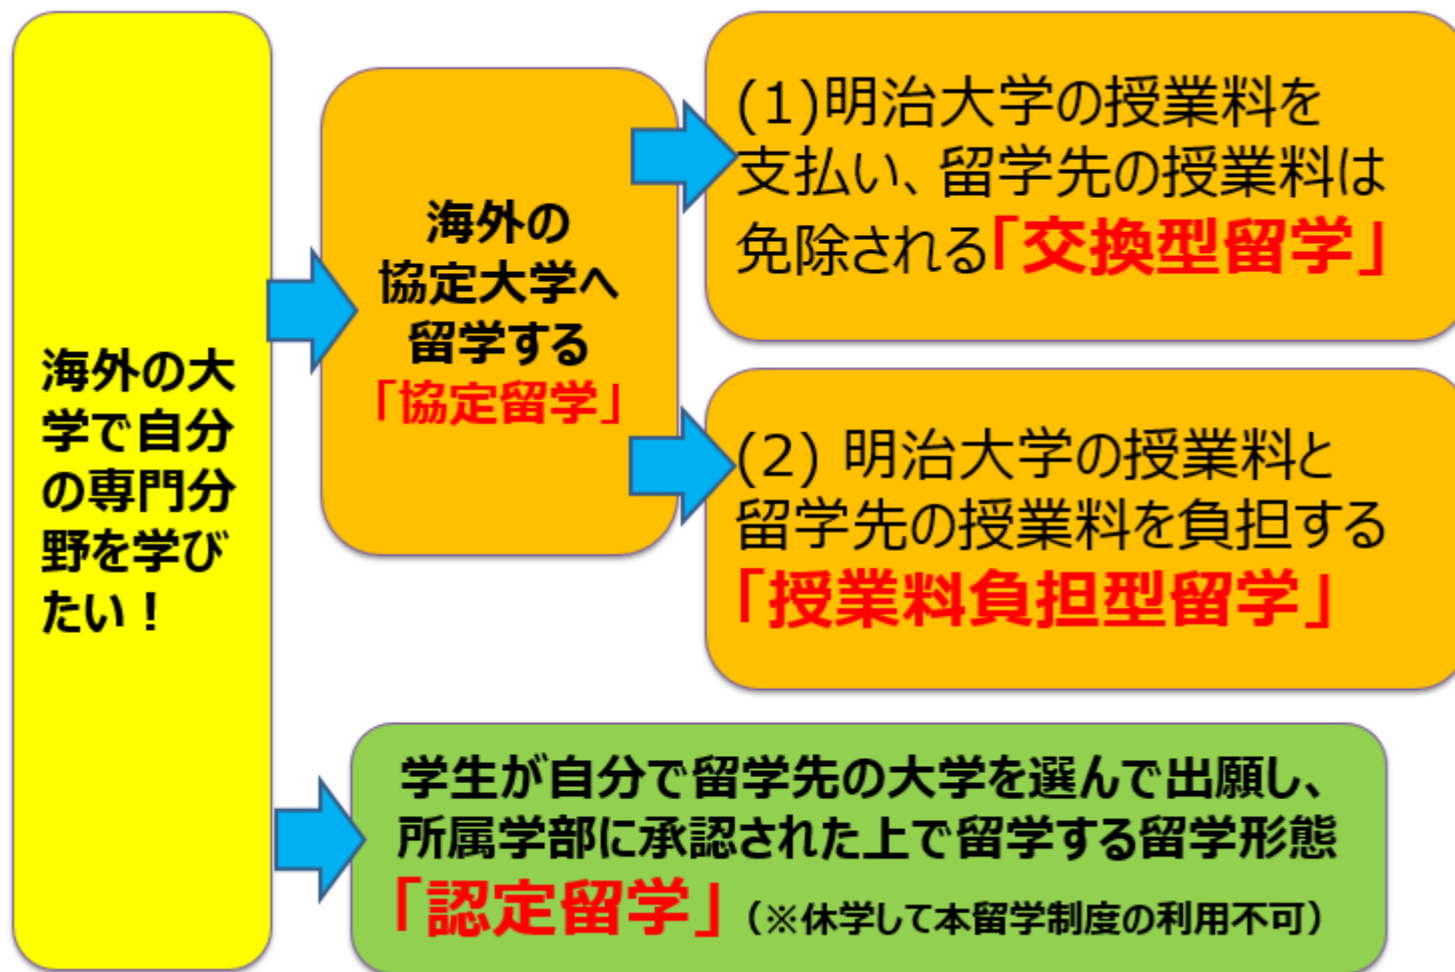 海外の大
学で自分
の専門分
野を学び
たい！
海外の
協定大学へ
留学する
「協定留学」
(1)明治大学の授業料を
支払い、留学先の授業料は
免除される「交換型留学」
(2) 明治大学の授業料と
留学先の授業料を負担する
「授業料負担型留学」
学生が自分で留学先の大学を選んで出願し、
所属学部に承認された上で留学する留学形態
「認定留学」（※休学して本留学制度の利用不可）